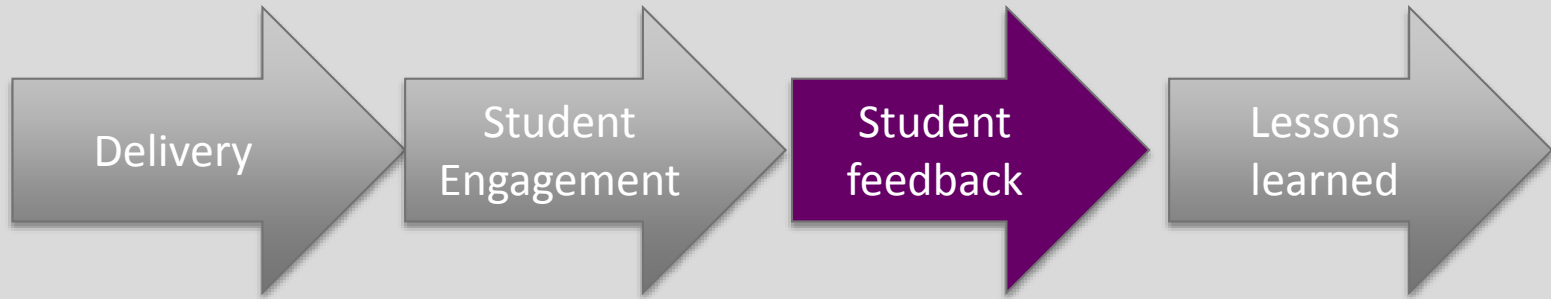 Delivery
Student
Engagement
Student
feedback
Lessons
learned